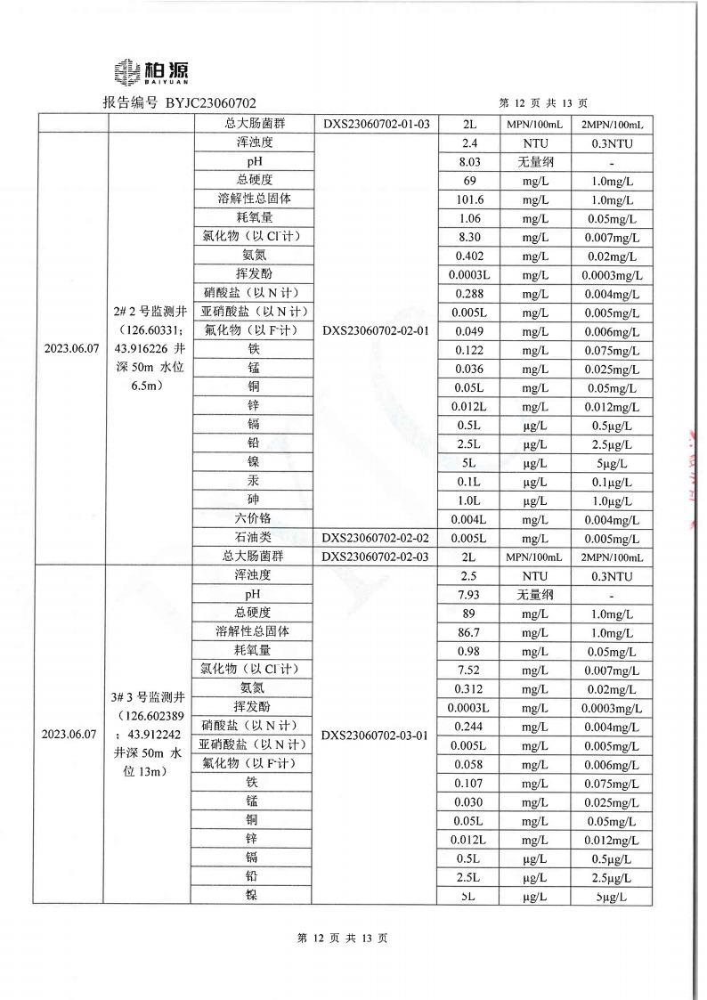 柏源
BAIYUAN
报告编号 BYJC23060702
第 12 页 共 13 页
总大肠菌群 DXS23060702-01-03 2L MPN/100mL 2MPN/100mL
浑浊度 2.4 NTU 0.3NTU
pH 8.03 无量纲 -
总硬度 69 mg/L 1.0mg/L
溶解性总固体 101.6 mg/L 1.0mg/L
耗氧量 1.06 mg/L 0.05mg/L
氯化物（以 Cl⁻计） 8.30 mg/L 0.007mg/L
氨氮 0.402 mg/L 0.02mg/L
挥发酚 0.0003L mg/L 0.0003mg/L
硝酸盐（以 N 计） 0.288 mg/L 0.004mg/L
2# 2 号监测井 亚硝酸盐（以 N 计） 0.005L mg/L 0.005mg/L
（126.60331; 氟化物（以 F⁻计） DXS23060702-02-01 0.049 mg/L 0.006mg/L
2023.06.07 43.916226 井 铁 0.122 mg/L 0.075mg/L
深 50m 水位 锰 0.036 mg/L 0.025mg/L
6.5m） 铜 0.05L mg/L 0.05mg/L
锌 0.012L mg/L 0.012mg/L
镉 0.5L μg/L 0.5μg/L
铅 2.5L μg/L 2.5μg/L
镍 5L μg/L 5μg/L
汞 0.1L μg/L 0.1μg/L
砷 1.0L μg/L 1.0μg/L
六价铬 0.004L mg/L 0.004mg/L
石油类 DXS23060702-02-02 0.005L mg/L 0.005mg/L
总大肠菌群 DXS23060702-02-03 2L MPN/100mL 2MPN/100mL
浑浊度 2.5 NTU 0.3NTU
pH 7.93 无量纲 -
总硬度 89 mg/L 1.0mg/L
溶解性总固体 86.7 mg/L 1.0mg/L
耗氧量 0.98 mg/L 0.05mg/L
氯化物（以 Cl⁻计） 7.52 mg/L 0.007mg/L
氨氮 0.312 mg/L 0.02mg/L
3# 3 号监测井 挥发酚 0.0003L mg/L 0.0003mg/L
（126.602389 硝酸盐（以 N 计） 0.244 mg/L 0.004mg/L
2023.06.07 ；43.912242 亚硝酸盐（以 N 计） DXS23060702-03-01 0.005L mg/L 0.005mg/L
井深 50m 水 氟化物（以 F⁻计） 0.058 mg/L 0.006mg/L
位 13m） 铁 0.107 mg/L 0.075mg/L
锰 0.030 mg/L 0.025mg/L
铜 0.05L mg/L 0.05mg/L
锌 0.012L mg/L 0.012mg/L
镉 0.5L μg/L 0.5μg/L
铅 2.5L μg/L 2.5μg/L
镍 5L μg/L 5μg/L
第 12 页 共 13 页